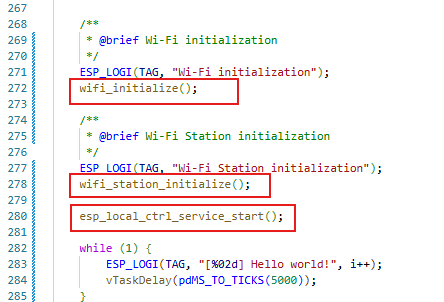 267
268 /**
269 * @brief Wi-Fi initialization
270 */
271 ESP_LOGI(TAG, "Wi-Fi initialization");
272 wifi_initialize();
273
274 /**
275 * @brief Wi-Fi Station initialization
276 */
277 ESP_LOGI(TAG, "Wi-Fi Station initialization");
278 wifi_station_initialize();
279
280 esp_local_ctrl_service_start();
281
282 while (1) {
283 ESP_LOGI(TAG, "[%02d] Hello world!", i++);
284 vTaskDelay(pdMS_TO_TICKS(5000));
285 }